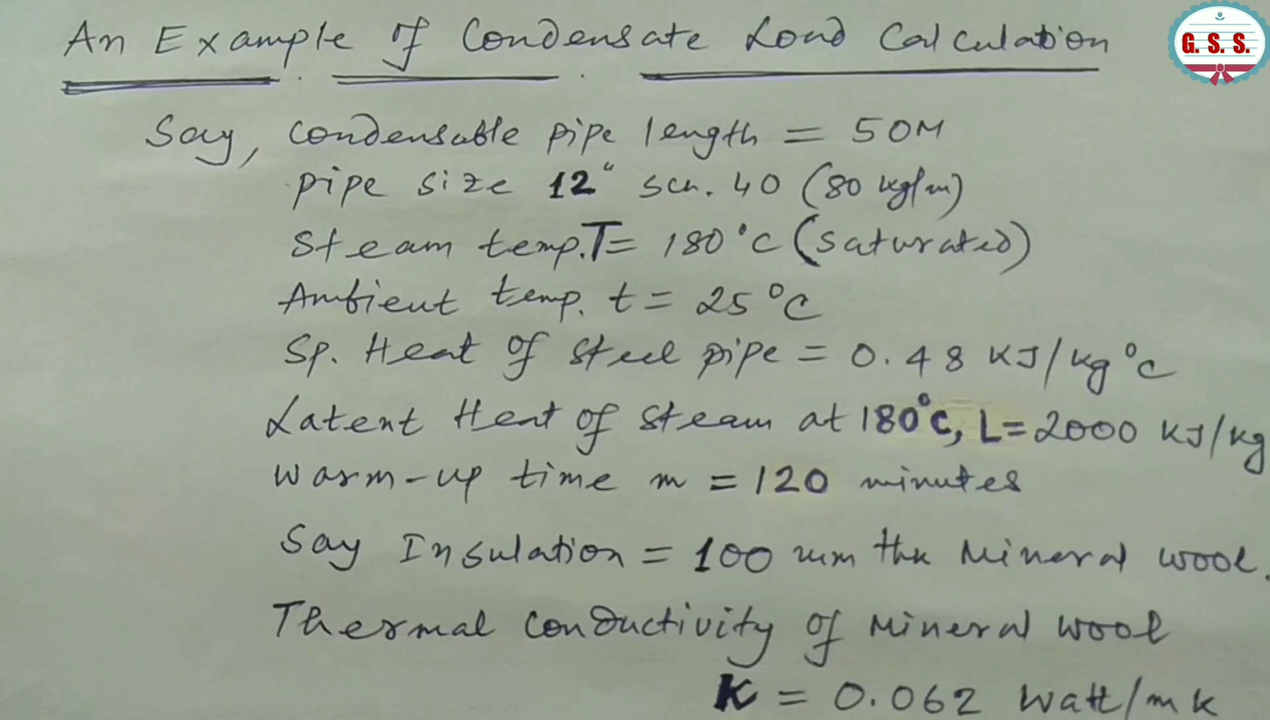 An Example of Condensate Load Calculation
G. S. S.
Say, Condensable pipe length = 50M
pipe size 12" scn. 40 (80 kg/m)
Steam temp. T= 180°C (Saturated)
Ambient temp. t = 25°C
Sp. Heat of Steel pipe = 0.48 KJ/kg°C
Latent Heat of steam at 180°C, L= 2000 KJ/kg
Warm-up time m = 120 minutes
Say Insulation = 100 mm thk Mineral wool.
Thermal conductivity of Mineral wool
K = 0.062 Watt/mk